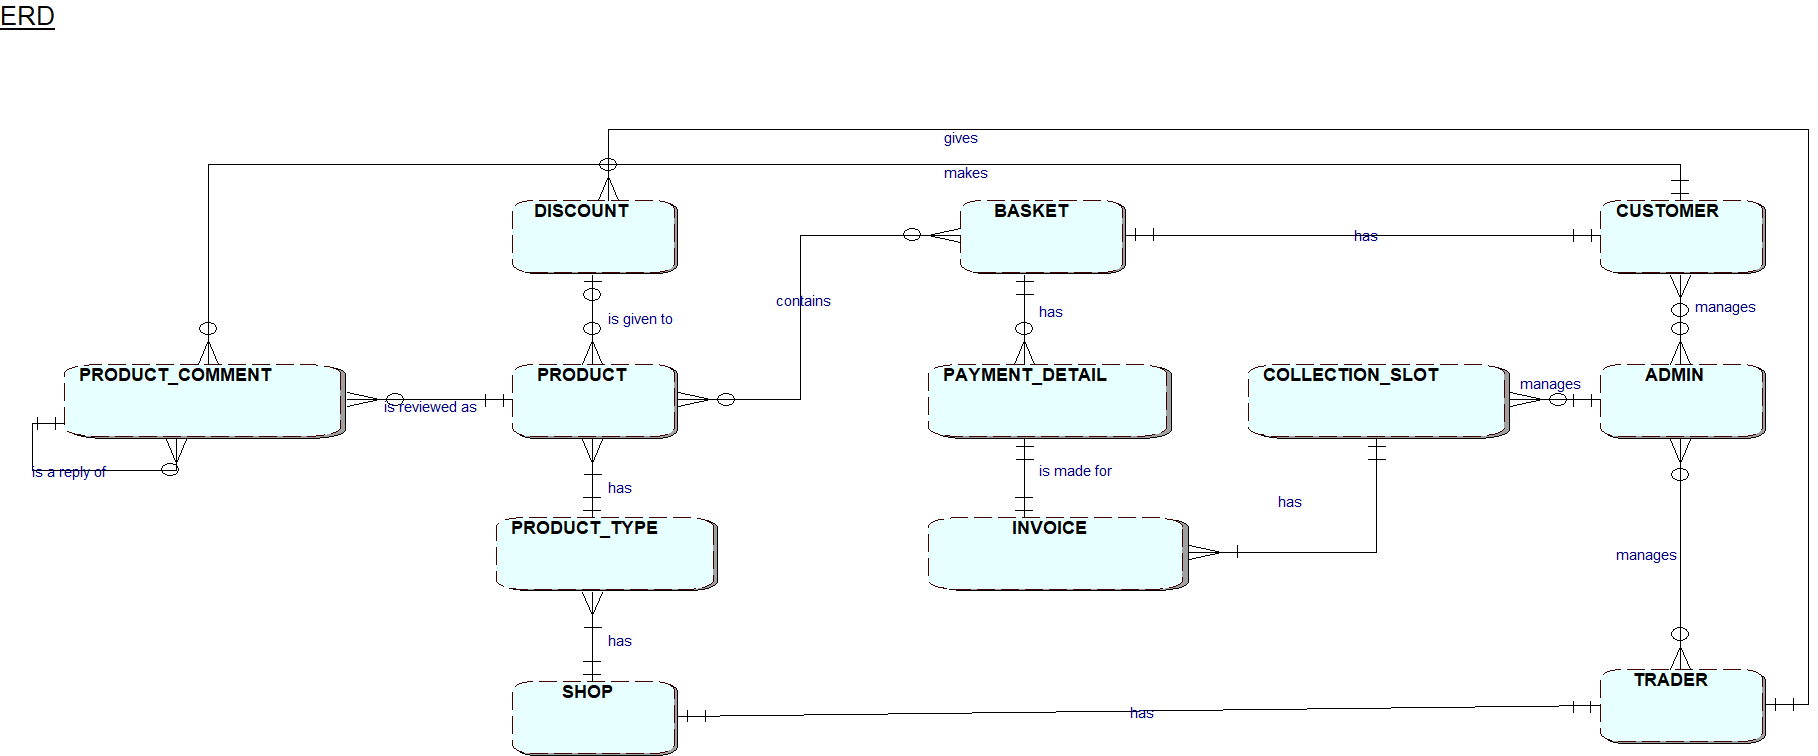 ERD
gives
makes
DISCOUNT
BASKET
CUSTOMER
has
contains
has
manages
is given to
PRODUCT_COMMENT
PRODUCT
PAYMENT_DETAIL
COLLECTION_SLOT
ADMIN
manages
is reviewed as
is a reply of
is made for
has
has
PRODUCT_TYPE
INVOICE
manages
has
SHOP
TRADER
has